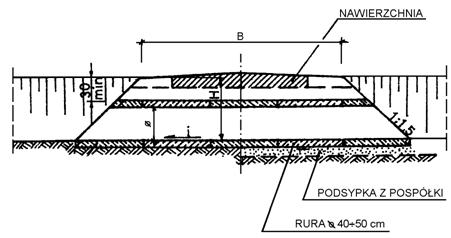 NAWIERZCHNIA
B
30
min
H
ø
i
1:1,5
PODSYPKA Z POSPÓŁKI
RURA ø 40÷50 cm